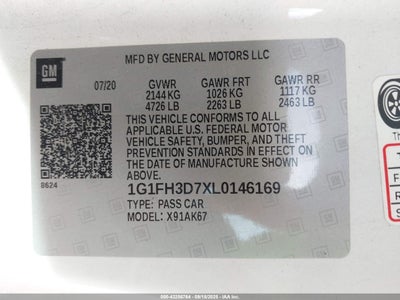 GM
MFD BY GENERAL MOTORS LLC
07/20 GVWR GAWR FRT GAWR RR
2144 KG 1026 KG 1117 KG
4726 LB 2263 LB 2463 LB
THIS VEHICLE CONFORMS TO ALL
APPLICABLE U.S. FEDERAL MOTOR
VEHICLE SAFETY, BUMPER, AND THEFT
PREVENTION STANDARDS IN EFFECT ON
THE DATE OF MANUFACTURE SHOWN
ABOVE.
8624
1G1FH3D7XL0146169
TYPE: PASS CAR
MODEL: X91AK67